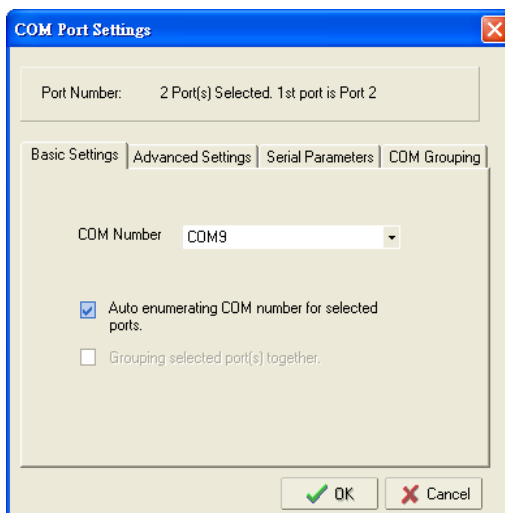 COM Port Settings
Port Number: 2 Port(s) Selected. 1st port is Port 2
Basic Settings Advanced Settings Serial Parameters COM Grouping
COM Number COM9
Auto enumerating COM number for selected
ports.
Grouping selected port(s) together.
OK Cancel